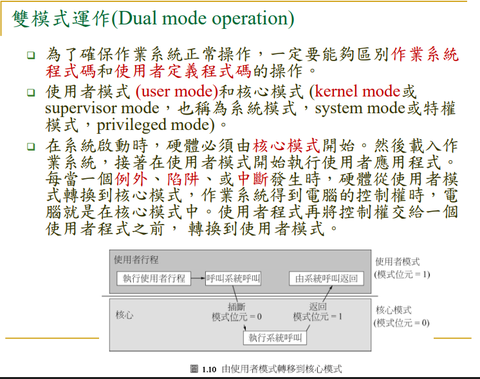 雙模式運作(Dual mode operation)
為了確保作業系統正常操作，一定要能夠區別作業系統
程式碼和使用者定義程式碼的操作。
使用者模式 (user mode)和核心模式 (kernel mode或
supervisor mode，也稱為系統模式，system mode或特權
模式，privileged mode)。
在系統啟動時，硬體必須由核心模式開始。然後載入作
業系統，接著在使用者模式開始執行使用者應用程式。
每當一個例外、陷阱、或中斷發生時，硬體從使用者模
式轉換到核心模式，作業系統得到電腦的控制權時，電
腦就是在核心模式中。使用者程式再將控制權交給一個
使用者程式之前， 轉換到使用者模式。
使用者行程
執行使用者行程
呼叫系統呼叫
由系統呼叫返回
使用者模式
(模式位元 = 1)
核心
插斷
模式位元 = 0
返回
模式位元 = 1
核心模式
(模式位元 = 0)
執行系統呼叫
圖 1.10 由使用者模式轉移到核心模式